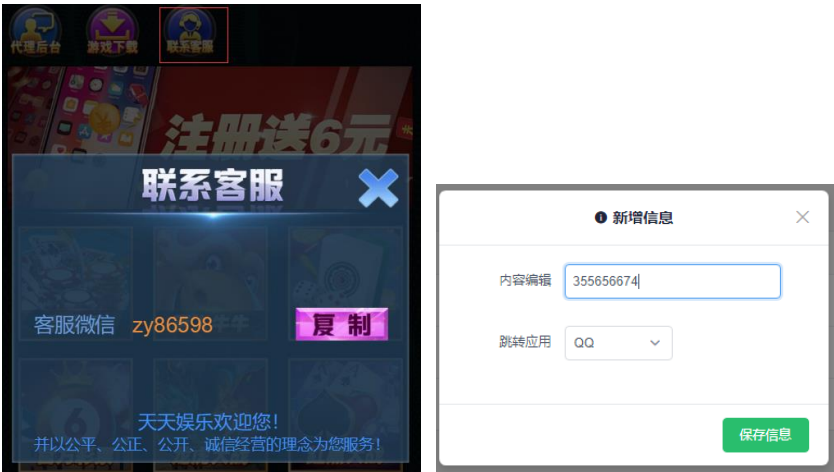 代理后台
游戏下载
联系客服
注册送6元
联系客服
牛牛
客服微信 zy86598
复制
天天娱乐欢迎您！
并以公平、公正、公开、诚信经营的理念为您服务！
新增信息
内容编辑 355656674
跳转应用 QQ
保存信息